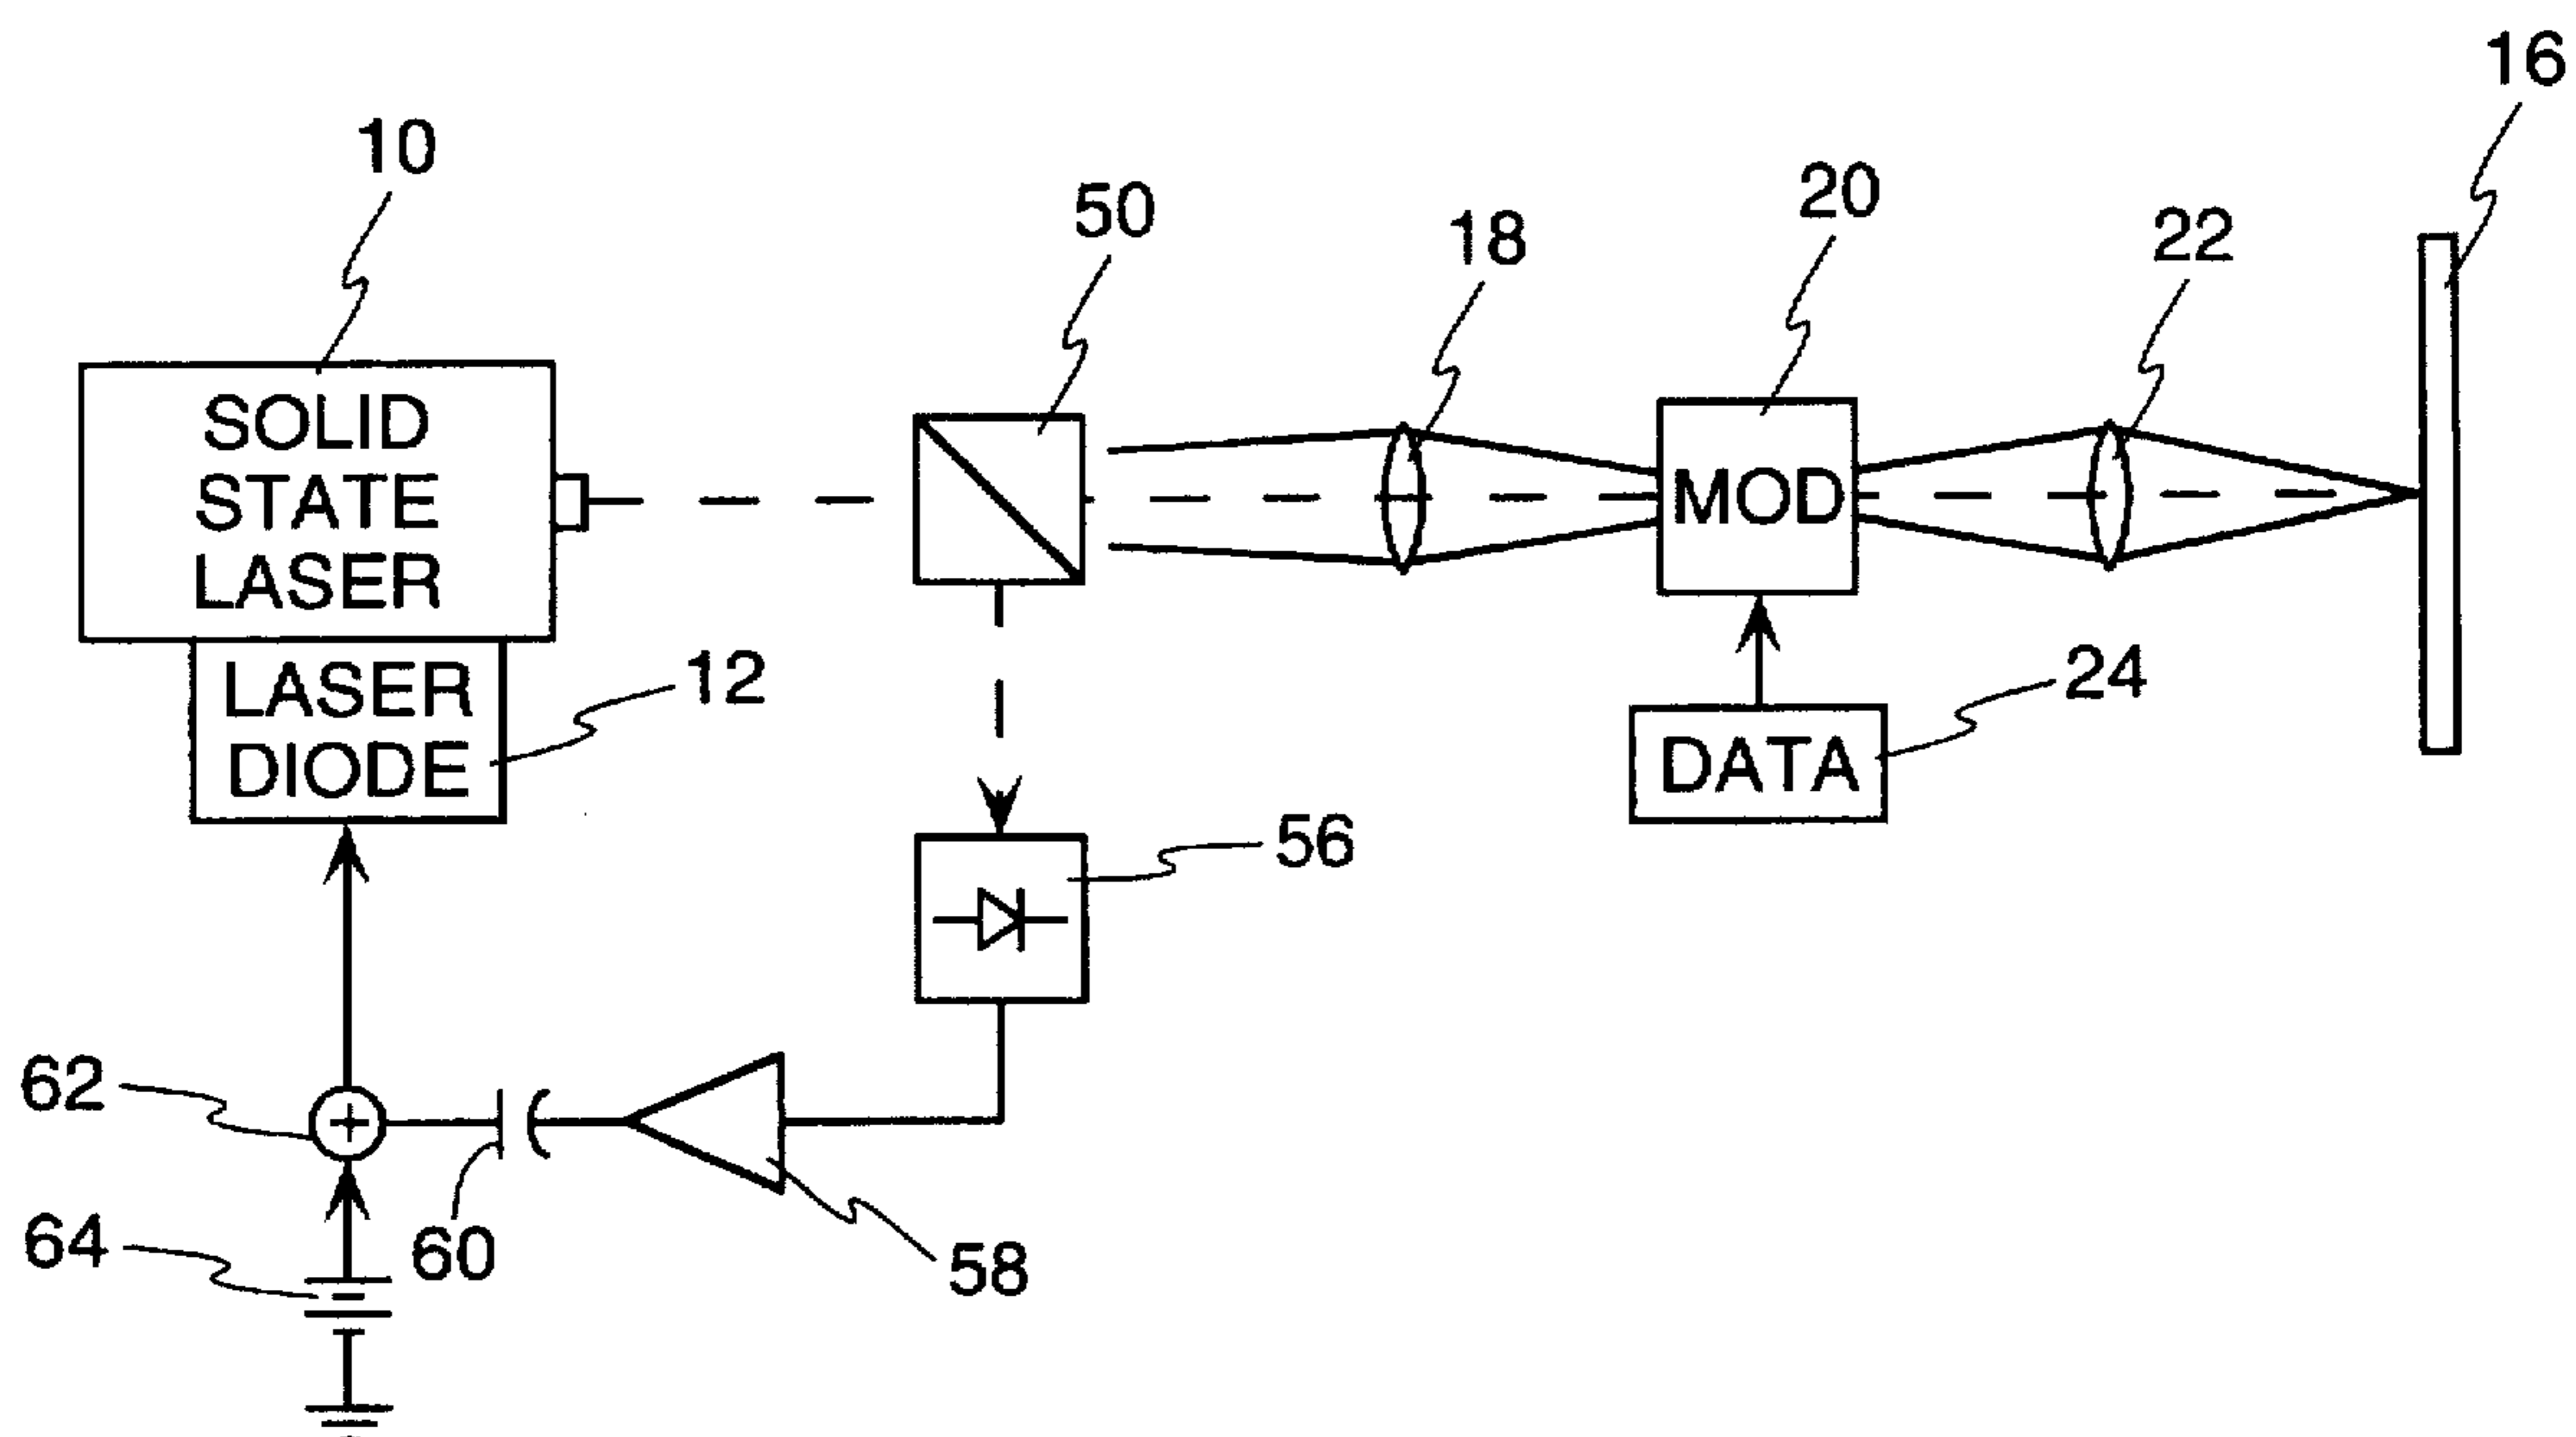 16
10
20
50
18
22
SOLID
STATE
LASER
MOD
LASER
DIODE
12
24
DATA
56
62
+
64
60
58